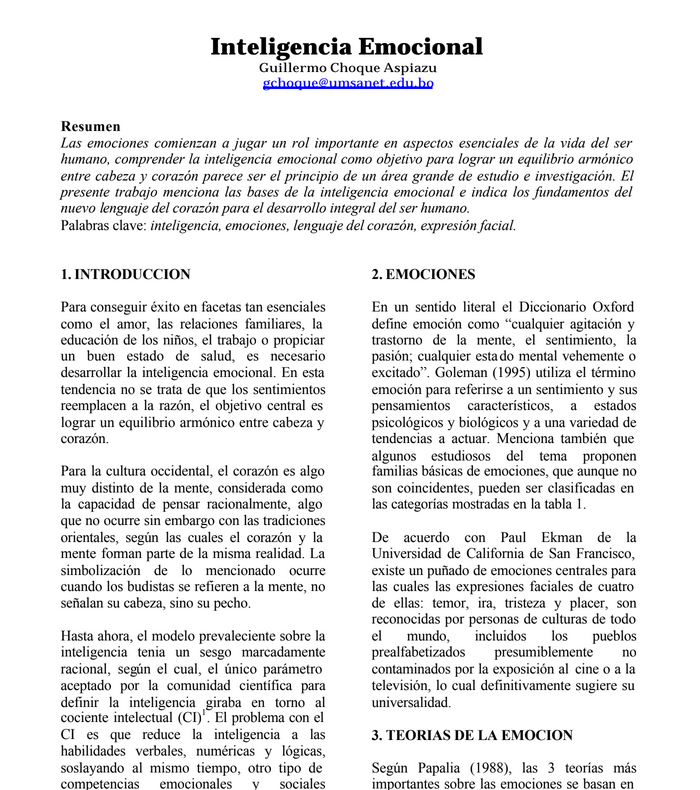 Inteligencia Emocional
Guillermo Choque Aspiazu
gchoque@umsanet.edu.bo
Resumen
Las emociones comienzan a jugar un rol importante en aspectos esenciales de la vida del ser
humano, comprender la inteligencia emocional como objetivo para lograr un equilibrio armónico
entre cabeza y corazón parece ser el principio de un área grande de estudio e investigación. El
presente trabajo menciona las bases de la inteligencia emocional e indica los fundamentos del
nuevo lenguaje del corazón para el desarrollo integral del ser humano.
Palabras clave: inteligencia, emociones, lenguaje del corazón, expresión facial.
1. INTRODUCCION
Para conseguir éxito en facetas tan esenciales
como el amor, las relaciones familiares, la
educación de los niños, el trabajo o propiciar
un buen estado de salud, es necesario
desarrollar la inteligencia emocional. En esta
tendencia no se trata de que los sentimientos
reemplacen a la razón, el objetivo central es
lograr un equilibrio armónico entre cabeza y
corazón.
Para la cultura occidental, el corazón es algo
muy distinto de la mente, considerada como
la capacidad de pensar racionalmente, algo
que no ocurre sin embargo con las tradiciones
orientales, según las cuales el corazón y la
mente forman parte de la misma realidad. La
simbolización de lo mencionado ocurre
cuando los budistas se refieren a la mente, no
señalan su cabeza, sino su pecho.
Hasta ahora, el modelo prevaleciente sobre la
inteligencia tenia un sesgo marcadamente
racional, según el cual, el único parámetro
aceptado por la comunidad científica para
definir la inteligencia giraba en torno al
cociente intelectual (CI)1. El problema con el
CI es que reduce la inteligencia a las
habilidades verbales, numéricas y lógicas,
soslayando al mismo tiempo, otro tipo de
competencias emocionales y sociales
2. EMOCIONES
En un sentido literal el Diccionario Oxford
define emoción como “cualquier agitación y
trastorno de la mente, el sentimiento, la
pasión; cualquier estado mental vehemente o
excitado”. Goleman (1995) utiliza el término
emoción para referirse a un sentimiento y sus
pensamientos característicos, a estados
psicológicos y biológicos y a una variedad de
tendencias a actuar. Menciona también que
algunos estudiosos del tema proponen
familias básicas de emociones, que aunque no
son coincidentes, pueden ser clasificadas en
las categorías mostradas en la tabla 1.
De acuerdo con Paul Ekman de la
Universidad de California de San Francisco,
existe un puñado de emociones centrales para
las cuales las expresiones faciales de cuatro
de ellas: temor, ira, tristeza y placer, son
reconocidas por personas de culturas de todo
el mundo, incluidos los pueblos
prealfabetizados presumiblemente no
contaminados por la exposición al cine o a la
televisión, lo cual definitivamente sugiere su
universalidad.
3. TEORIAS DE LA EMOCION
Según Papalia (1988), las 3 teorías más
importantes sobre las emociones se basan en